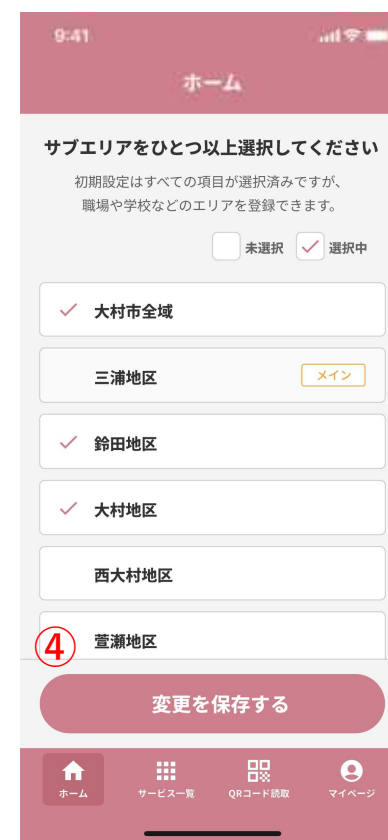 9:41
ホーム
サブエリアをひとつ以上選択してください
初期設定はすべての項目が選択済みですが、
職場や学校などのエリアを登録できます。
未選択 選択中
大村市全域
三浦地区 メイン
鈴田地区
大村地区
西大村地区
④ 萱瀬地区
変更を保存する
ホーム サービス一覧 QRコード読取 マイページ